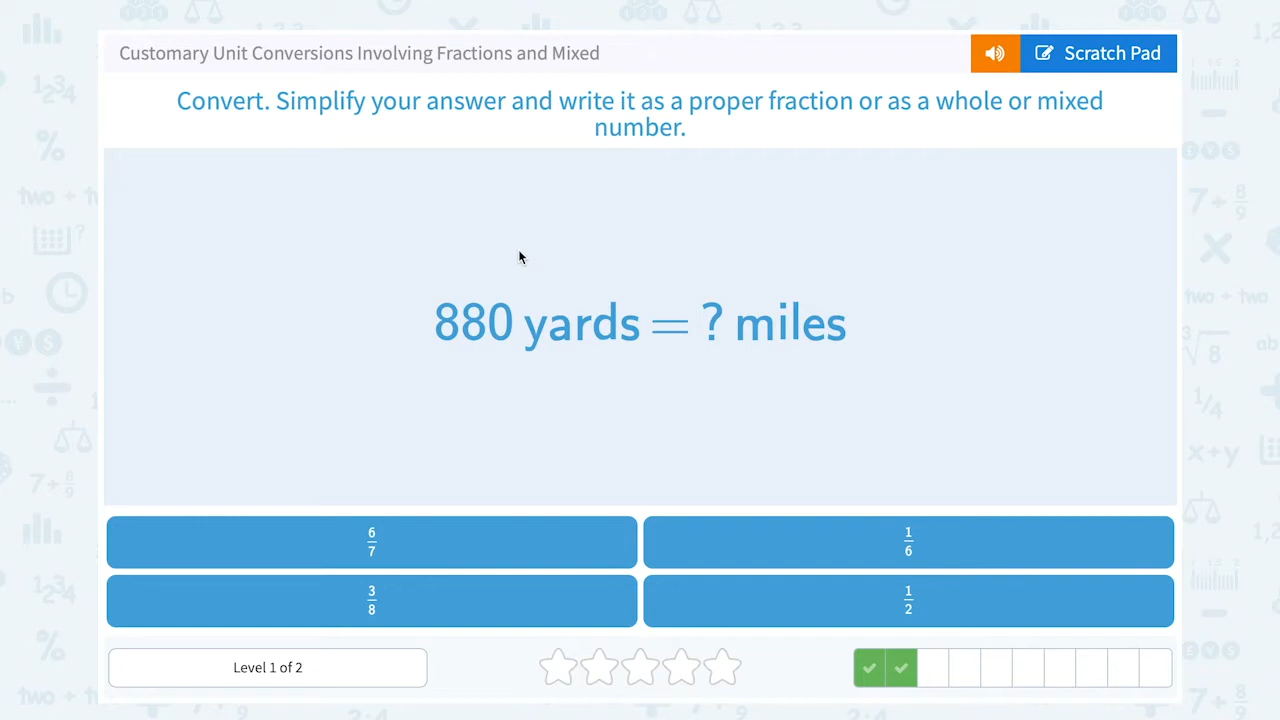 Customary Unit Conversions Involving Fractions and Mixed
Scratch Pad
Convert. Simplify your answer and write it as a proper fraction or as a whole or mixed
number.
880 yards = ? miles
6/7
1/6
3/8
1/2
Level 1 of 2